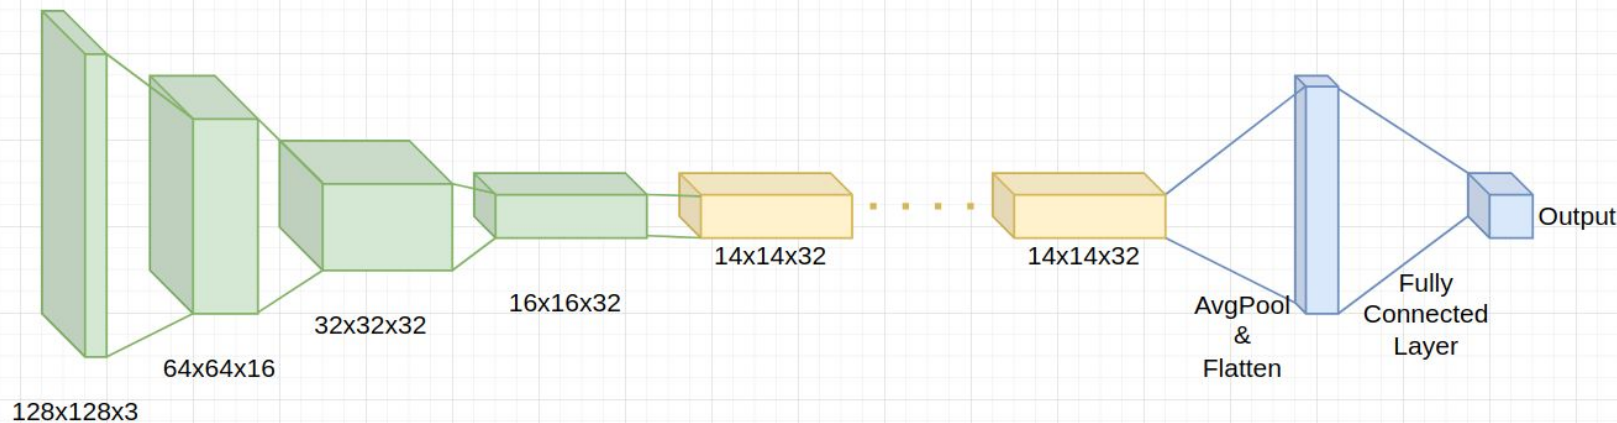 128x128x3
64x64x16
32x32x32
16x16x32
14x14x32
14x14x32
AvgPool
&
Flatten
Fully
Connected
Layer
Output